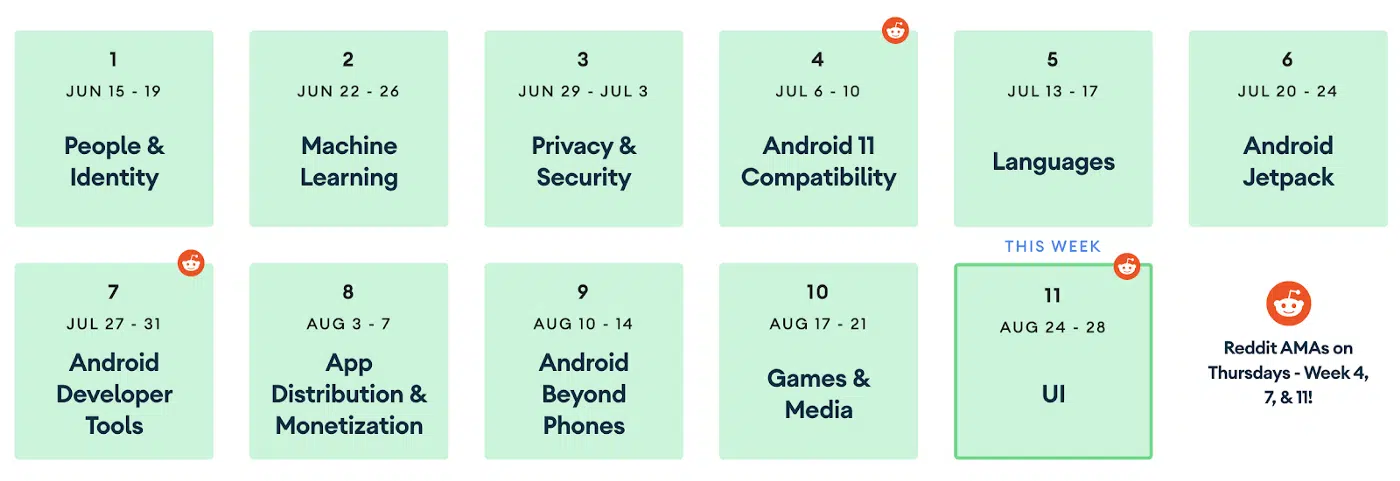 1
JUN 15 - 19
People &
Identity
2
JUN 22 - 26
Machine
Learning
3
JUN 29 - JUL 3
Privacy &
Security
4
JUL 6 - 10
Android 11
Compatibility
5
JUL 13 - 17
Languages
6
JUL 20 - 24
Android
Jetpack
7
JUL 27 - 31
Android
Developer
Tools
8
AUG 3 - 7
App
Distribution &
Monetization
9
AUG 10 - 14
Android
Beyond
Phones
10
AUG 17 - 21
Games &
Media
THIS WEEK
11
AUG 24 - 28
UI
Reddit AMAs on
Thursdays - Week 4,
7, & 11!